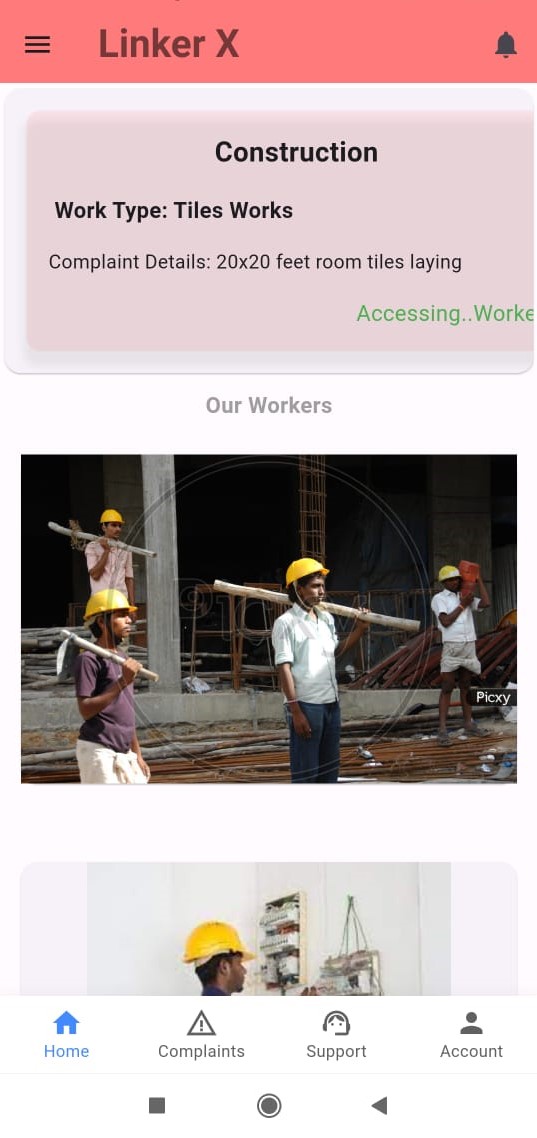 Linker X
Construction
Work Type: Tiles Works
Complaint Details: 20x20 feet room tiles laying
Accessing..Worke
Our Workers
Picxy
Home
Complaints
Support
Account